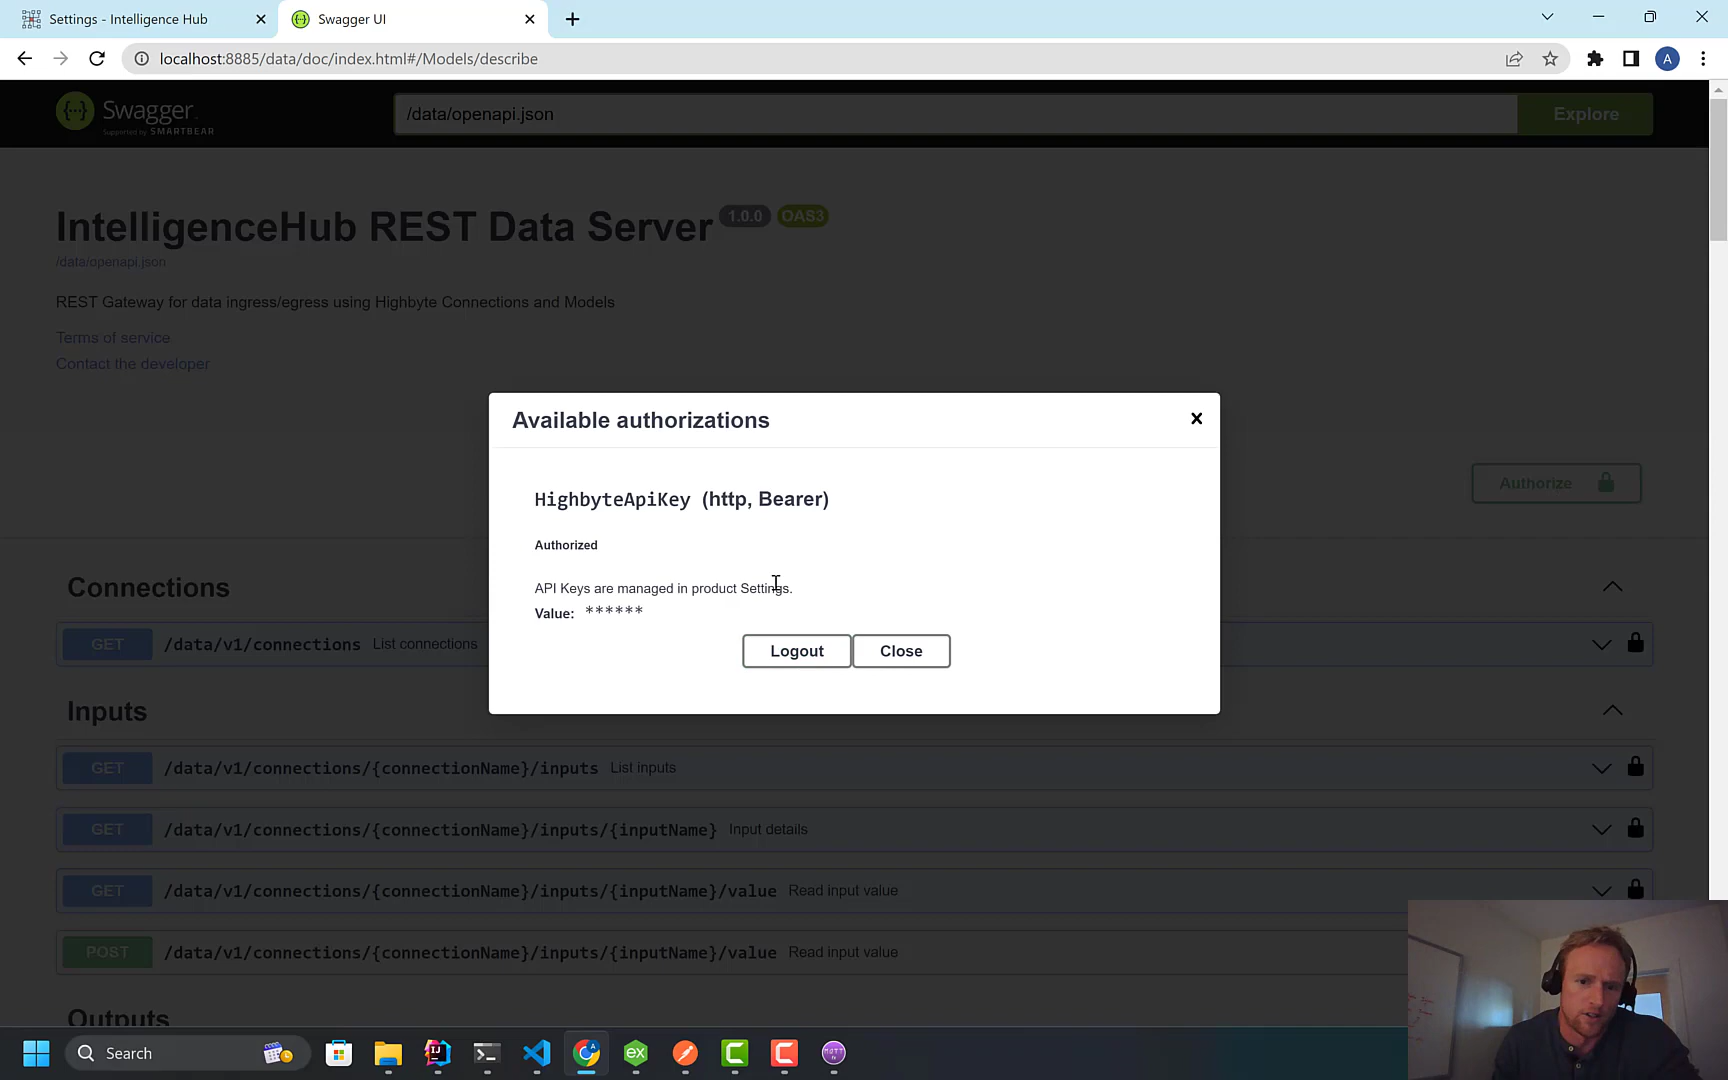 Settings - Intelligence Hub
Swagger UI
localhost:8885/data/doc/index.html#/Models/describe
A
Swagger.
Supported by SMARTBEAR
/data/openapi.json
Explore
IntelligenceHub REST Data Server 1.0.0 OAS3
/data/openapi.json
REST Gateway for data ingress/egress using Highbyte Connections and Models
Terms of service
Contact the developer
Available authorizations
HighbyteApiKey (http, Bearer)
Authorized
API Keys are managed in product Settings.
Value: ******
Logout
Close
Authorize
Connections
GET /data/v1/connections List connections
Inputs
GET /data/v1/connections/{connectionName}/inputs List inputs
GET /data/v1/connections/{connectionName}/inputs/{inputName} Input details
GET /data/v1/connections/{connectionName}/inputs/{inputName}/value Read input value
POST /data/v1/connections/{connectionName}/inputs/{inputName}/value Read input value
Outputs
Search